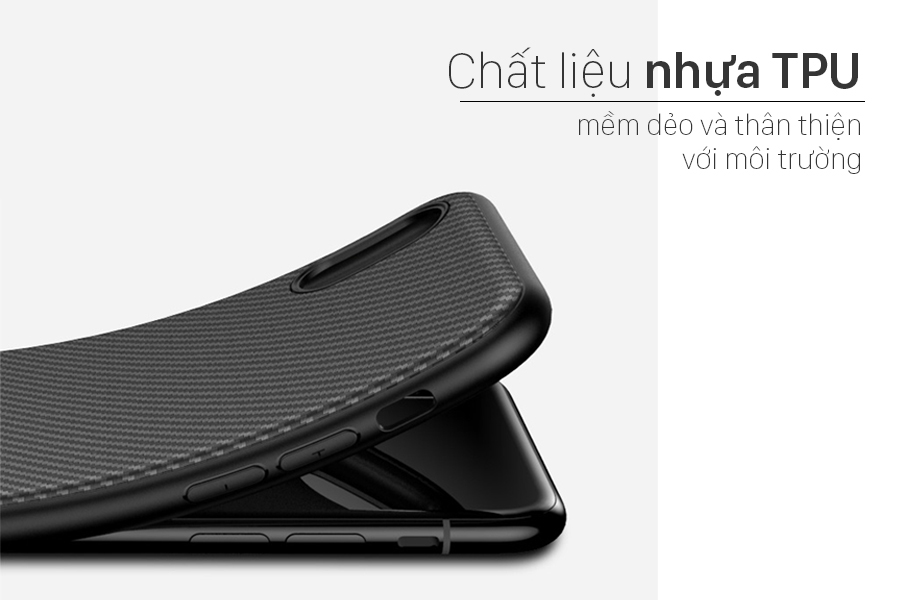 Chất liệu nhựa TPU
mềm dẻo và thân thiện
với môi trường